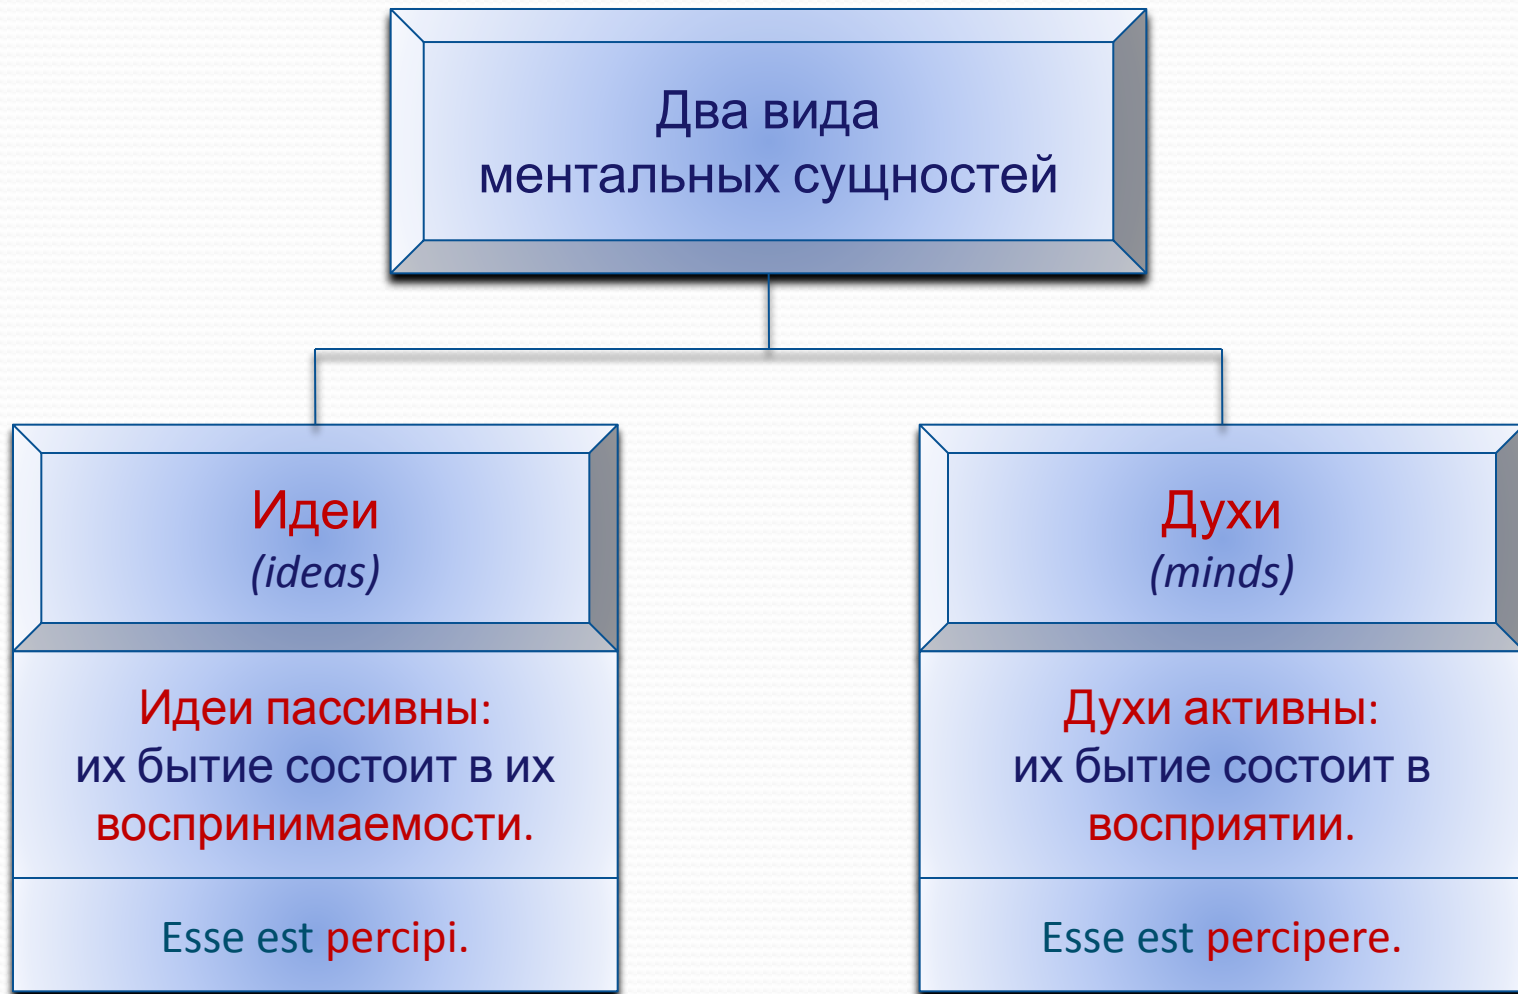 Два вида
ментальных сущностей
Идеи
(ideas)
Идеи пассивны:
их бытие состоит в их
воспринимаемости.
Esse est percipi.
Духи
(minds)
Духи активны:
их бытие состоит в
восприятии.
Esse est percipere.